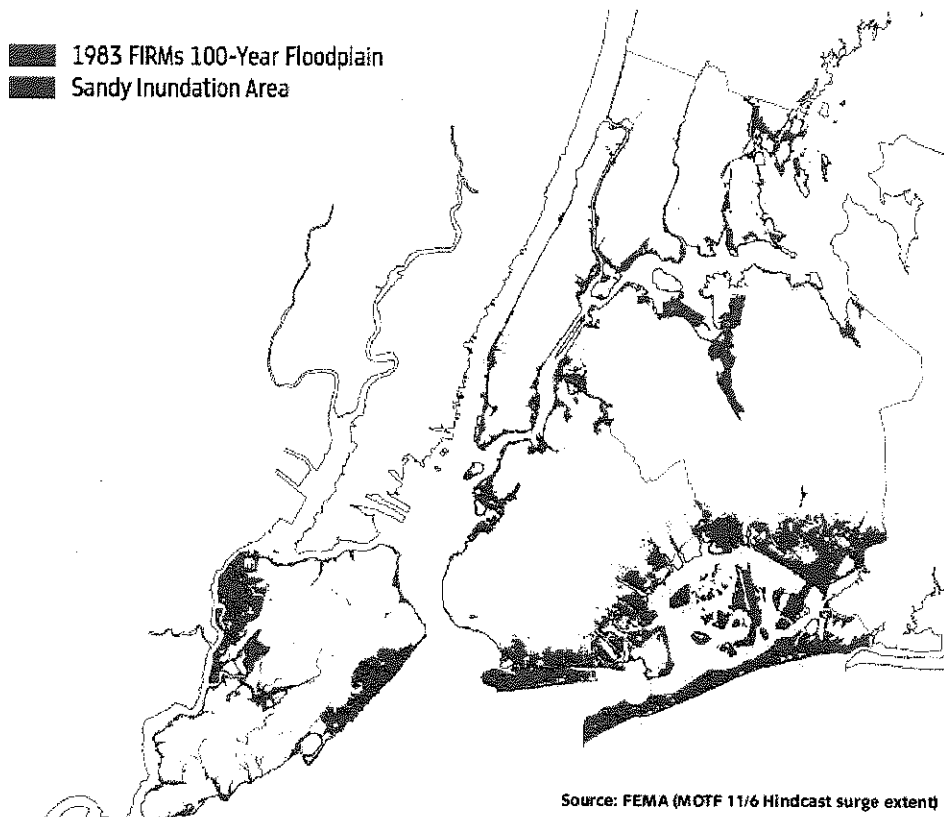 1983 FIRMs 100-Year Floodplain
Sandy Inundation Area
Source: FEMA (MOTF 11/6 Hindcast surge extent)